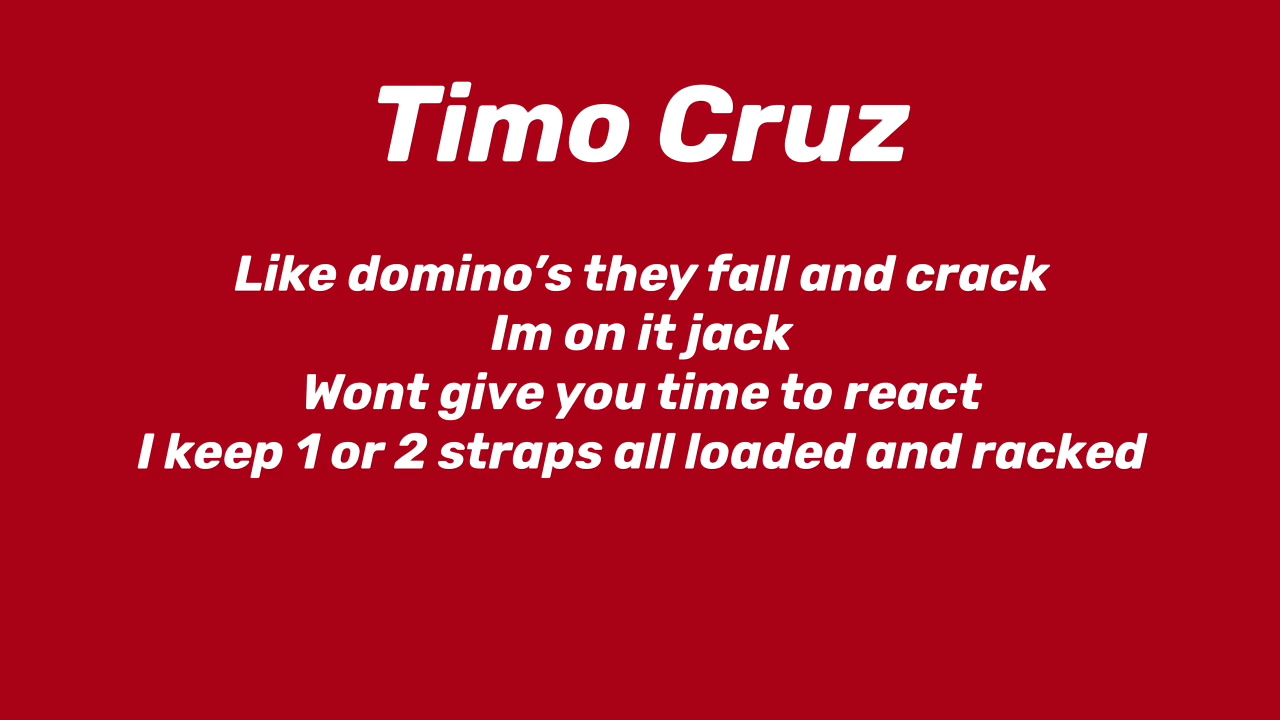 Timo Cruz
Like domino’s they fall and crack
Im on it jack
Wont give you time to react
I keep 1 or 2 straps all loaded and racked